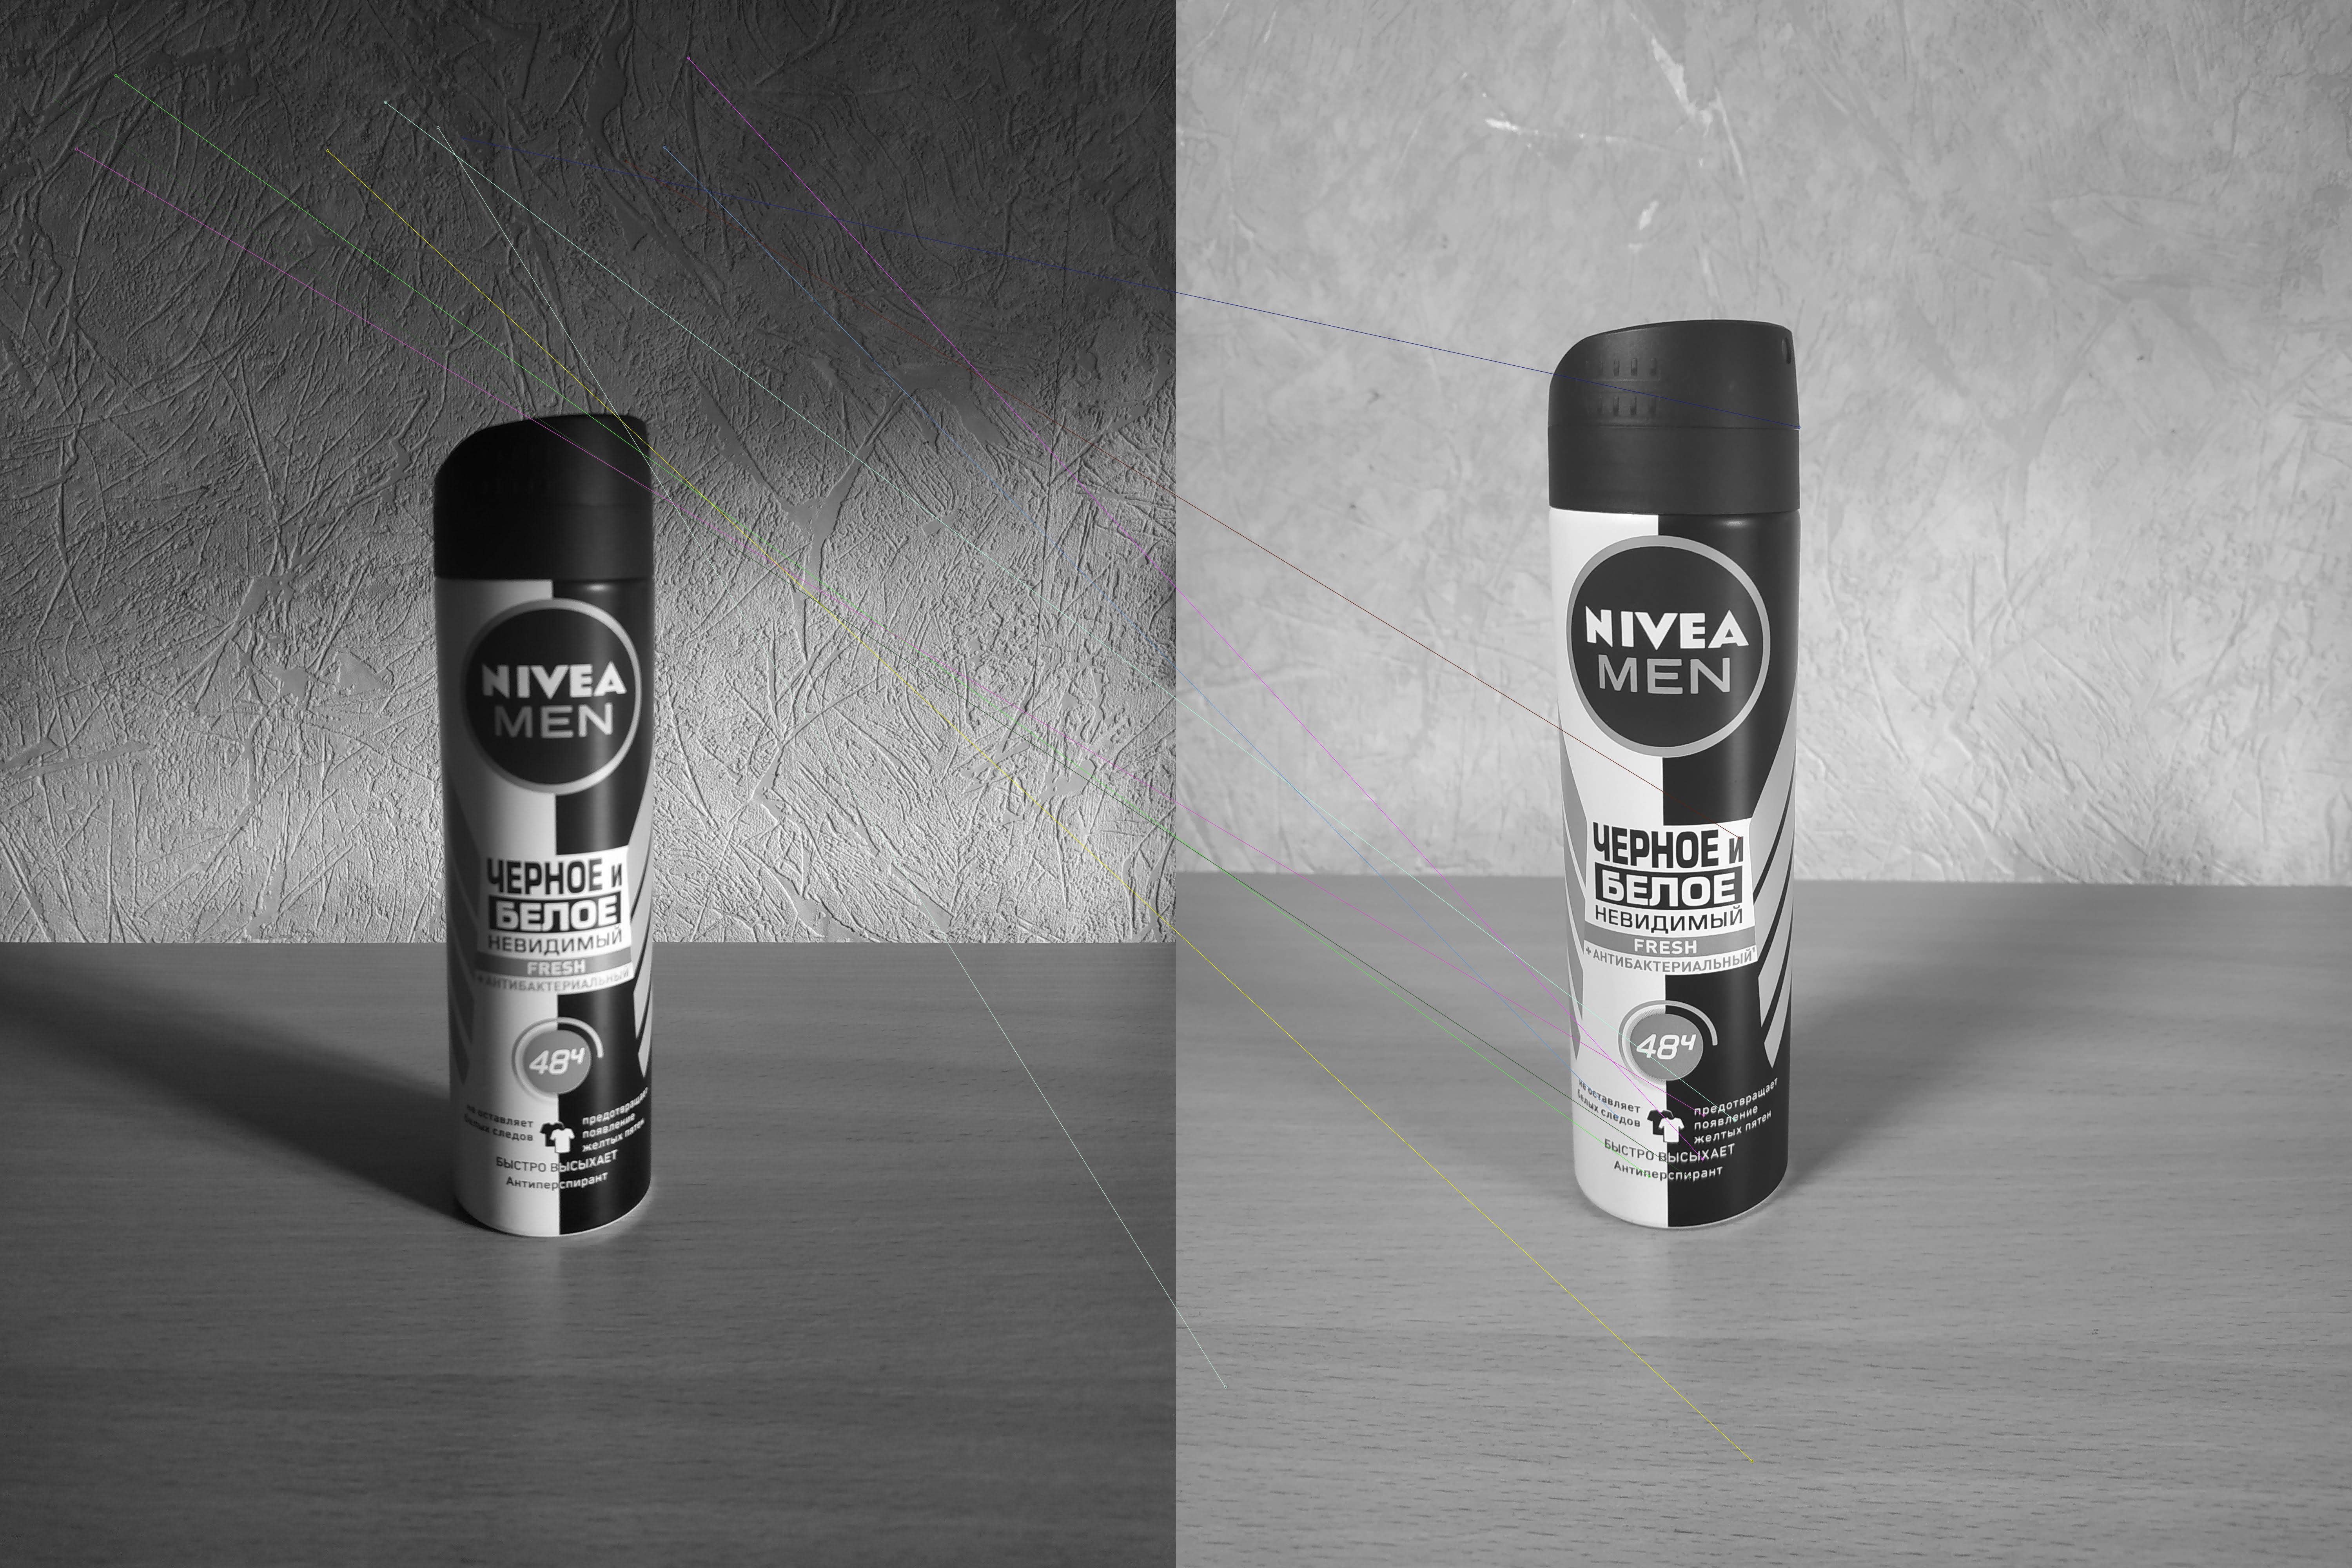 NIVEA
MEN
ЧЕРНОЕ и
БЕЛОЕ
НЕВИДИМЫЙ
FRESH
+АНТИБАКТЕРИАЛЬНЫЙ
48ч
не оставляет
белых следов
предотвращает
появление
желтых пятен
БЫСТРО ВЫСЫХАЕТ
Антиперспирант
NIVEA
MEN
ЧЕРНОЕ и
БЕЛОЕ
НЕВИДИМЫЙ
FRESH
+АНТИБАКТЕРИАЛЬНЫЙ
48ч
не оставляет
белых следов
предотвращает
появление
желтых пятен
БЫСТРО ВЫСЫХАЕТ
Антиперспирант